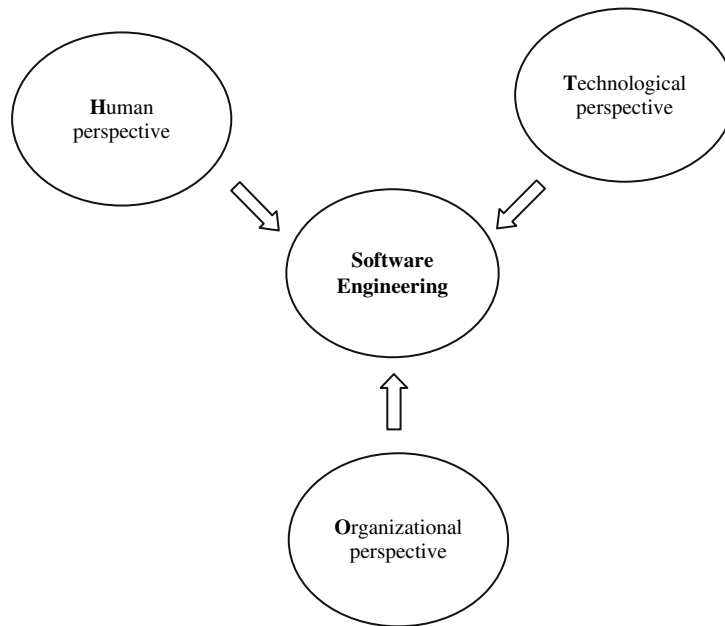 Human
perspective
Technological
perspective
Software
Engineering
Organizational
perspective